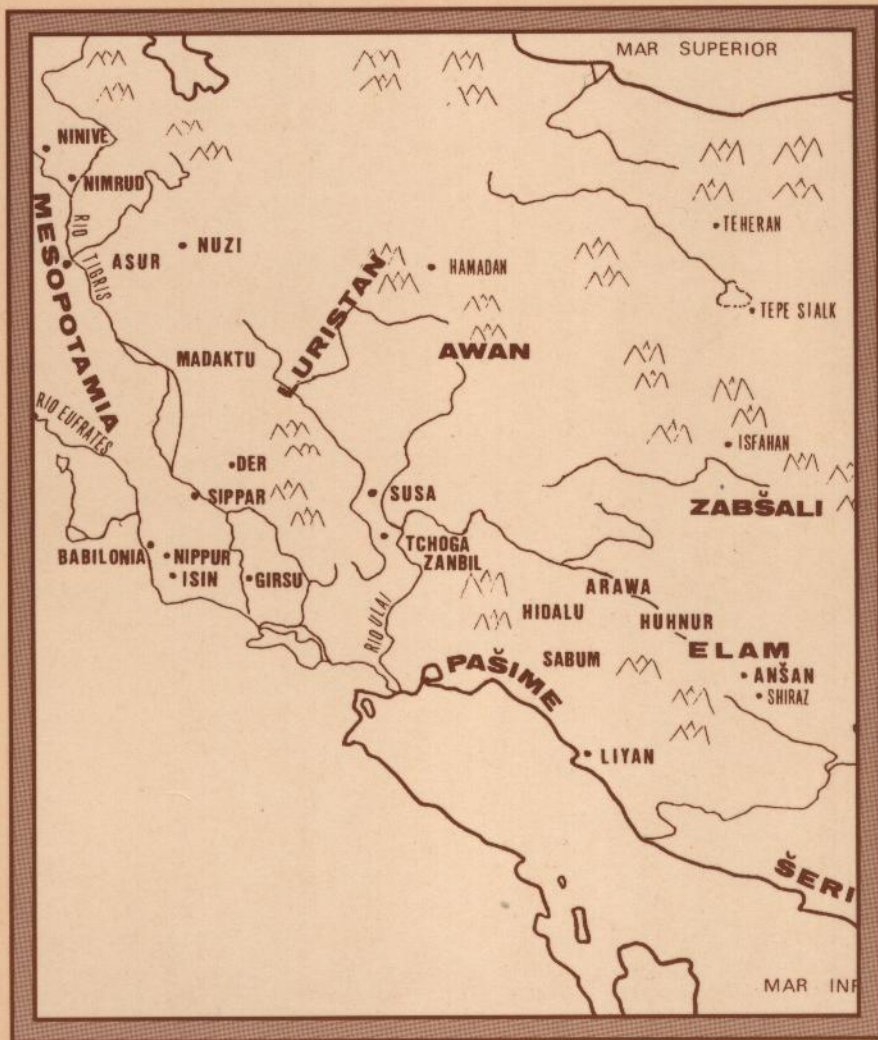 MAR SUPERIOR
NINIVE
NIMRUD
MESOPOTAMIA
RIO TIGRIS
ASUR
NUZI
TEHERAN
HAMADAN
TEPE SIALK
LURISTAN
AWAN
MADAKTU
RIO EUFRATES
DER
ISFAHAN
SIPPAR
SUSA
ZABŠALI
BABILONIA
NIPPUR
ISIN
GIRSU
TCHOGA
ZANBIL
RIO ULAI
ARAWA
HIDALU
HUHNUR
ELAM
SABUM
PAŠIME
ANŠAN
SHIRAZ
LIYAN
ŠERI
MAR INF